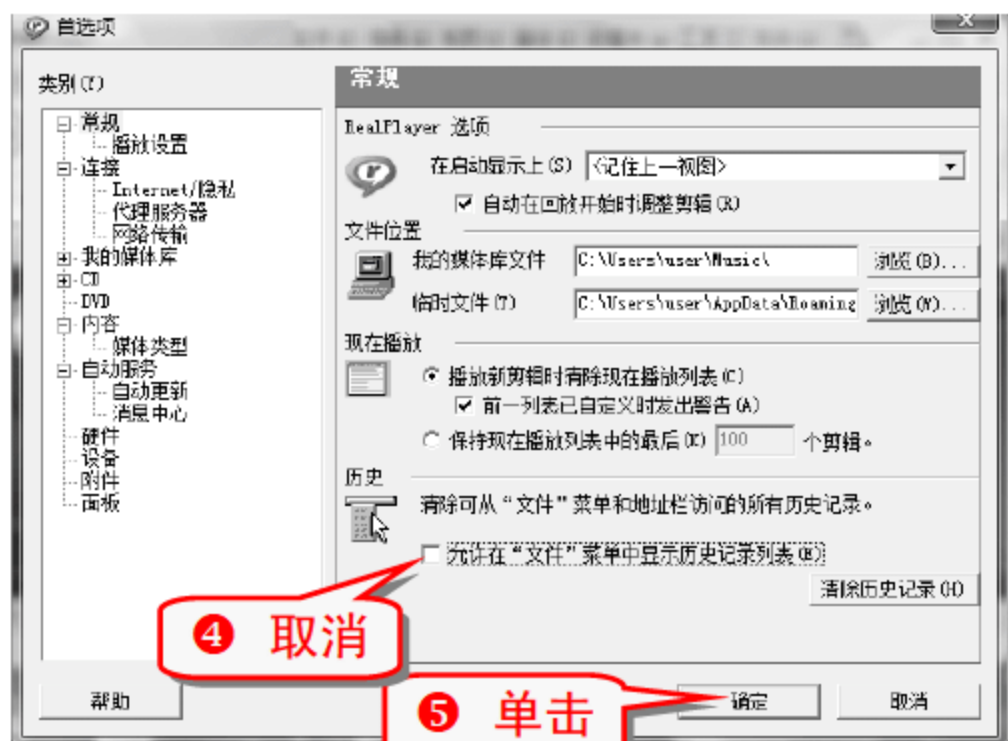 首选项
类别(Y)
常规
播放设置
连接
Internet/隐私
代理服务器
网络传输
我的媒体库
CD
DVD
内容
媒体类型
自动服务
自动更新
消息中心
硬件
设备
附件
面板
常规
RealPlayer 选项
在启动显示上(S) <记住上一视图>
自动在回放开始时调整剪辑(R)
文件位置
我的媒体库文件 C:\Users\user\Music\ 浏览(B)...
临时文件(T) C:\Users\user\AppData\Roaming 浏览(W)...
现在播放
播放新剪辑时清除现在播放列表(C)
前一列表已自定义时发出警告(A)
保持现在播放列表中的最后(K) 100 个剪辑。
历史
清除可从“文件”菜单和地址栏访问的所有历史记录。
允许在“文件”菜单中显示历史记录列表(E)
清除历史记录(H)
❹ 取消
❺ 单击
帮助 确定 取消